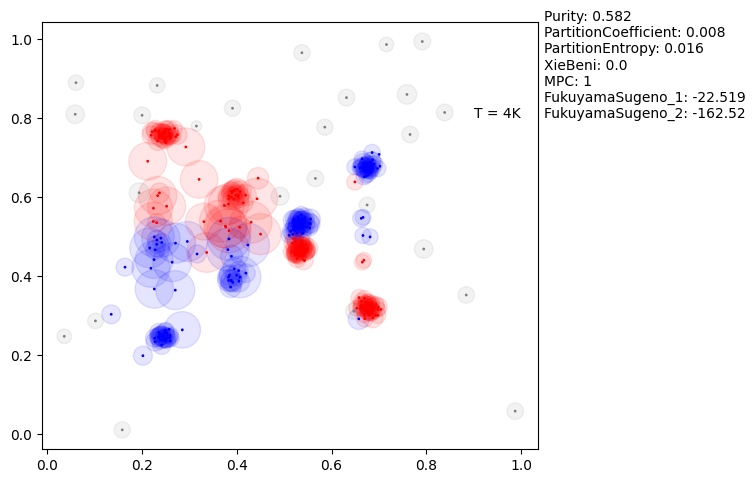 Purity: 0.582
PartitionCoefficient: 0.008
PartitionEntropy: 0.016
XieBeni: 0.0
MPC: 1
FukuyamaSugeno_1: -22.519
FukuyamaSugeno_2: -162.52
T = 4K
1.0
0.8
0.6
0.4
0.2
0.0
0.0 0.2 0.4 0.6 0.8 1.0